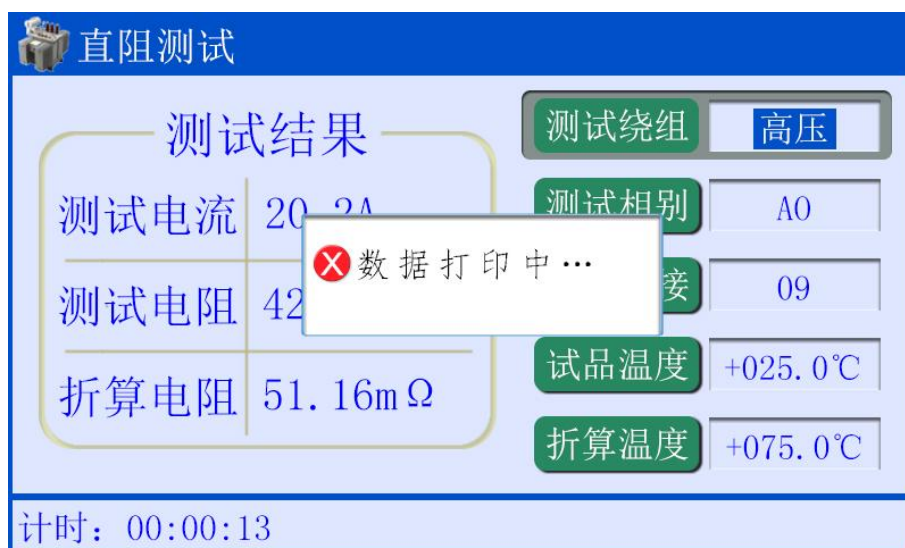 直阻测试
测试结果
测试绕组 高压
测试电流 20.2A
测试相别 AO
数据打印中…
测试电阻 42
接 09
折算电阻 51.16mΩ
试品温度 +025.0℃
折算温度 +075.0℃
计时：00:00:13